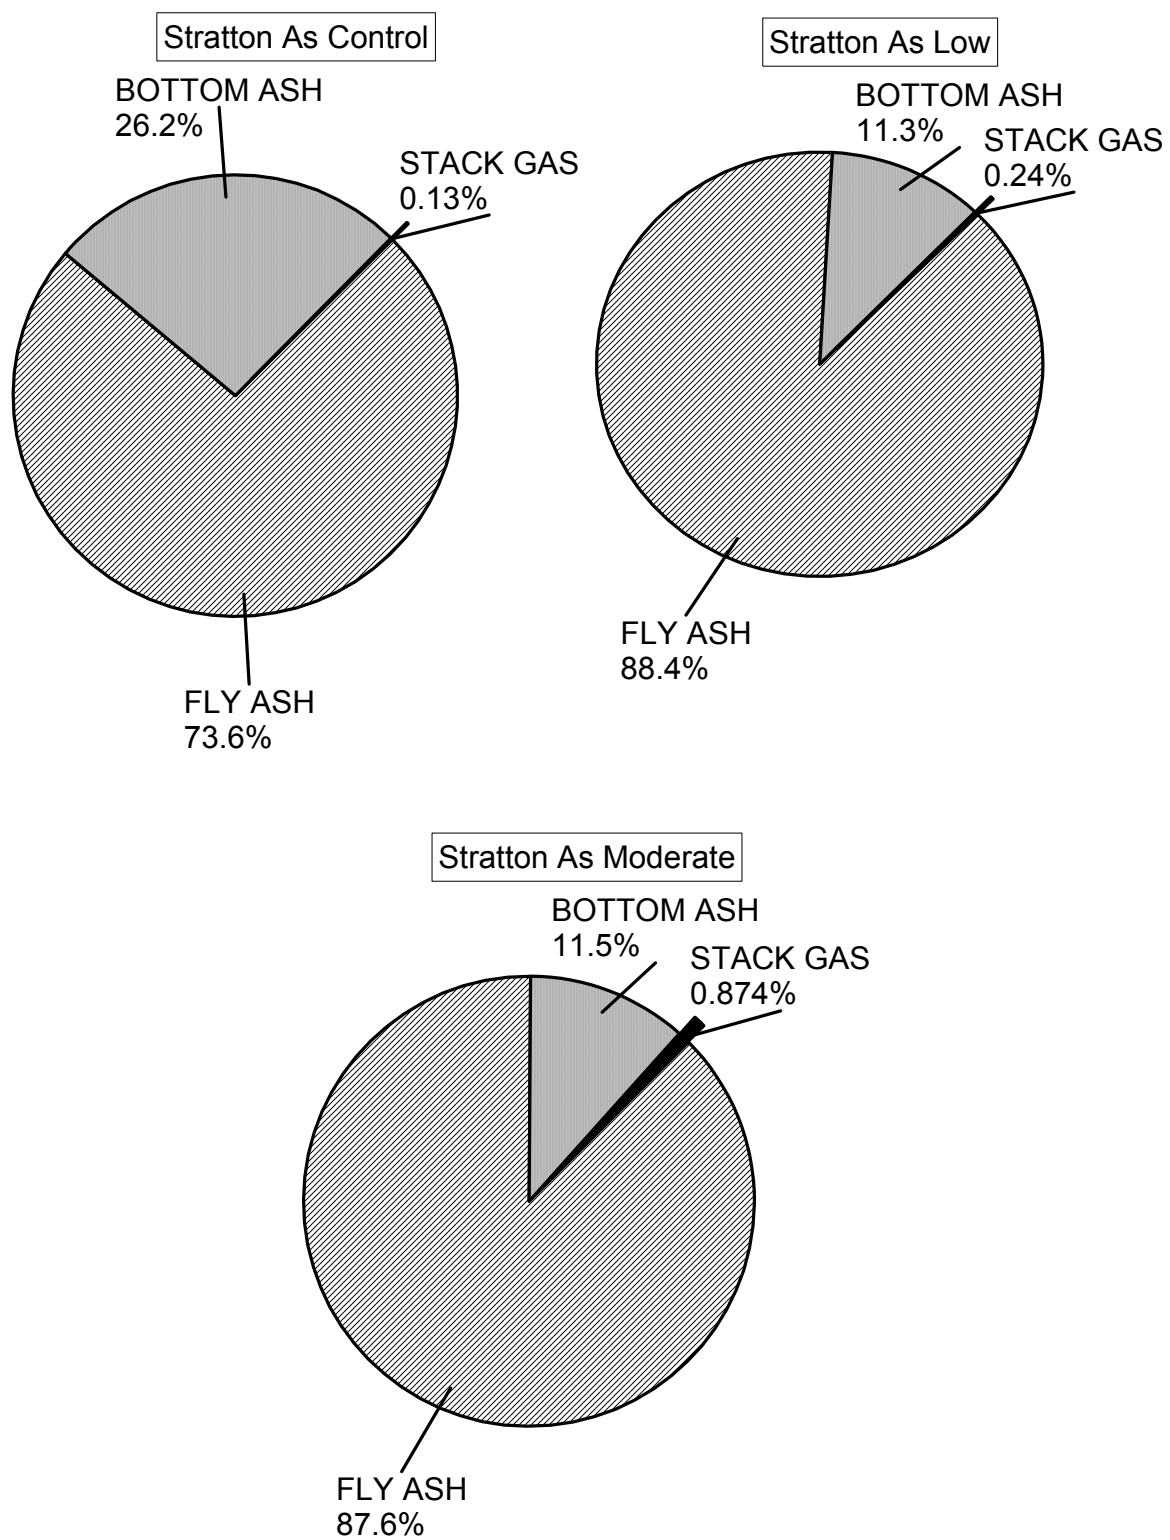 Stratton As Control
BOTTOM ASH
26.2%
STACK GAS
0.13%
FLY ASH
73.6%
Stratton As Low
BOTTOM ASH
11.3%
STACK GAS
0.24%
FLY ASH
88.4%
Stratton As Moderate
BOTTOM ASH
11.5%
STACK GAS
0.874%
FLY ASH
87.6%